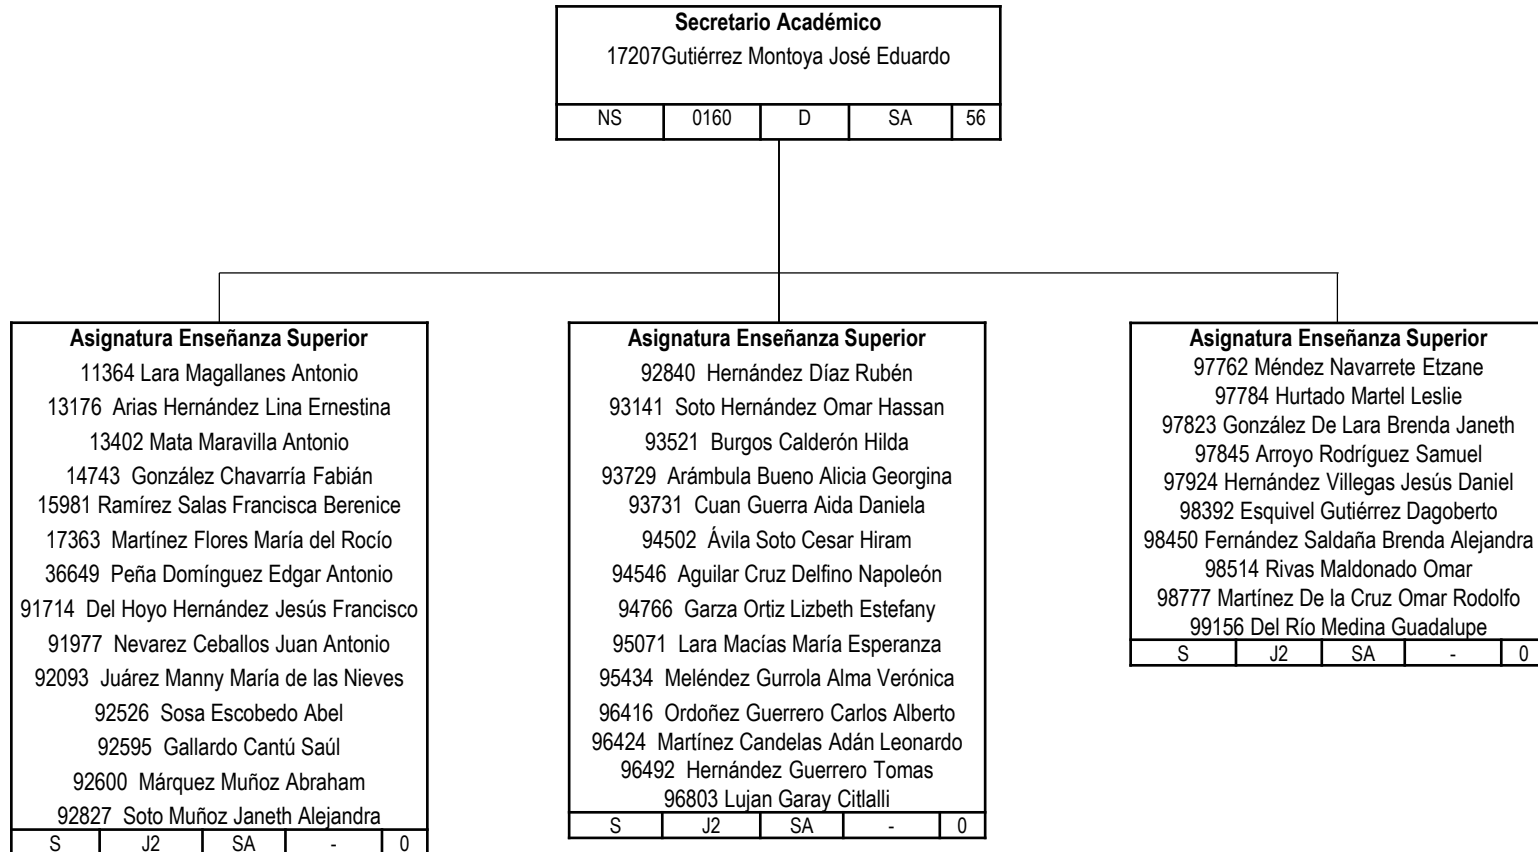 Secretario Académico
17207Gutiérrez Montoya José Eduardo
NS 0160 D SA 56
Asignatura Enseñanza Superior
11364 Lara Magallanes Antonio
13176 Arias Hernández Lina Ernestina
13402 Mata Maravilla Antonio
14743 González Chavarría Fabián
15981 Ramírez Salas Francisca Berenice
17363 Martínez Flores María del Rocío
36649 Peña Domínguez Edgar Antonio
91714 Del Hoyo Hernández Jesús Francisco
91977 Nevarez Ceballos Juan Antonio
92093 Juárez Manny María de las Nieves
92526 Sosa Escobedo Abel
92595 Gallardo Cantú Saúl
92600 Márquez Muñoz Abraham
92827 Soto Muñoz Janeth Alejandra
S J2 SA - 0
Asignatura Enseñanza Superior
92840 Hernández Díaz Rubén
93141 Soto Hernández Omar Hassan
93521 Burgos Calderón Hilda
93729 Arámbula Bueno Alicia Georgina
93731 Cuan Guerra Aida Daniela
94502 Ávila Soto Cesar Hiram
94546 Aguilar Cruz Delfino Napoleón
94766 Garza Ortiz Lizbeth Estefany
95071 Lara Macías María Esperanza
95434 Meléndez Gurrola Alma Verónica
96416 Ordoñez Guerrero Carlos Alberto
96424 Martínez Candelas Adán Leonardo
96492 Hernández Guerrero Tomas
96803 Lujan Garay Citlalli
S J2 SA - 0
Asignatura Enseñanza Superior
97762 Méndez Navarrete Etzane
97784 Hurtado Martel Leslie
97823 González De Lara Brenda Janeth
97845 Arroyo Rodríguez Samuel
97924 Hernández Villegas Jesús Daniel
98392 Esquivel Gutiérrez Dagoberto
98450 Fernández Saldaña Brenda Alejandra
98514 Rivas Maldonado Omar
98777 Martínez De la Cruz Omar Rodolfo
99156 Del Río Medina Guadalupe
S J2 SA - 0